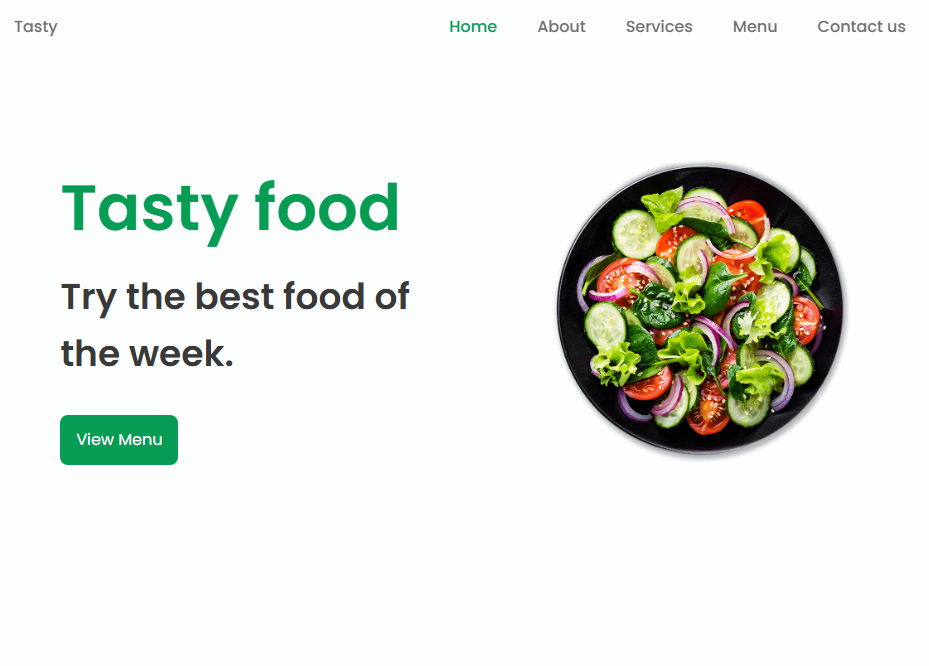 Tasty
Home About Services Menu Contact us
Tasty food
Try the best food of
the week.
View Menu